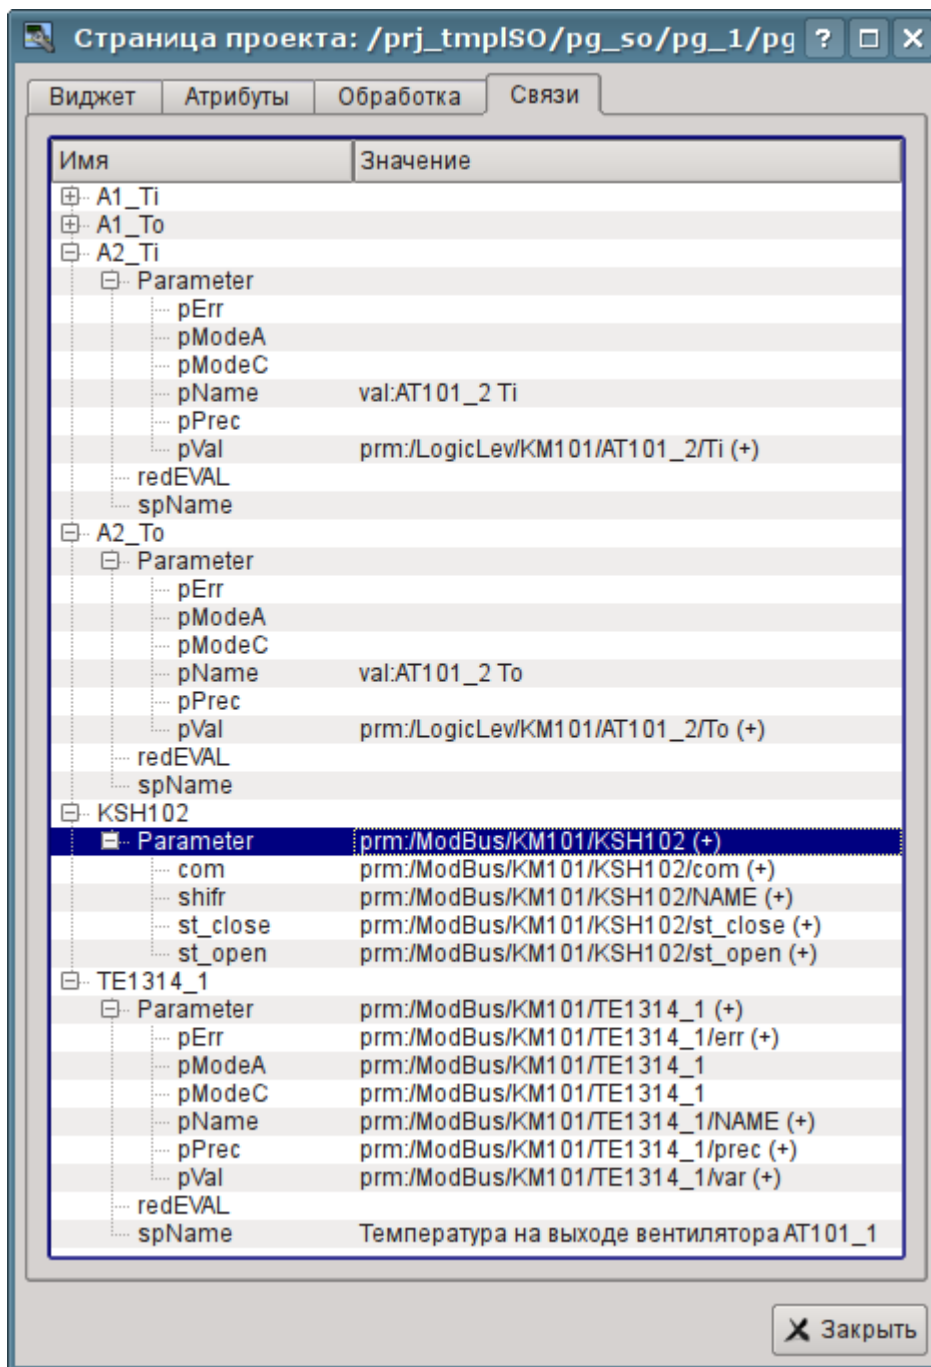 Страница проекта: /prj_tmplSO/pg_so/pg_1/pg
Виджет Атрибуты Обработка Связи
Имя Значение
A1_Ti
A1_To
A2_Ti
Parameter
pErr
pModeA
pModeC
pName val:AT101_2 Ti
pPrec
pVal prm:/LogicLev/KM101/AT101_2/Ti (+)
redEVAL
spName
A2_To
Parameter
pErr
pModeA
pModeC
pName val:AT101_2 To
pPrec
pVal prm:/LogicLev/KM101/AT101_2/To (+)
redEVAL
spName
KSH102
Parameter prm:/ModBus/KM101/KSH102 (+)
com prm:/ModBus/KM101/KSH102/com (+)
shifr prm:/ModBus/KM101/KSH102/NAME (+)
st_close prm:/ModBus/KM101/KSH102/st_close (+)
st_open prm:/ModBus/KM101/KSH102/st_open (+)
TE1314_1
Parameter prm:/ModBus/KM101/TE1314_1 (+)
pErr prm:/ModBus/KM101/TE1314_1/err (+)
pModeA prm:/ModBus/KM101/TE1314_1
pModeC prm:/ModBus/KM101/TE1314_1
pName prm:/ModBus/KM101/TE1314_1/NAME (+)
pPrec prm:/ModBus/KM101/TE1314_1/prec (+)
pVal prm:/ModBus/KM101/TE1314_1/var (+)
redEVAL
spName Температура на выходе вентилятора AT101_1
Закрыть